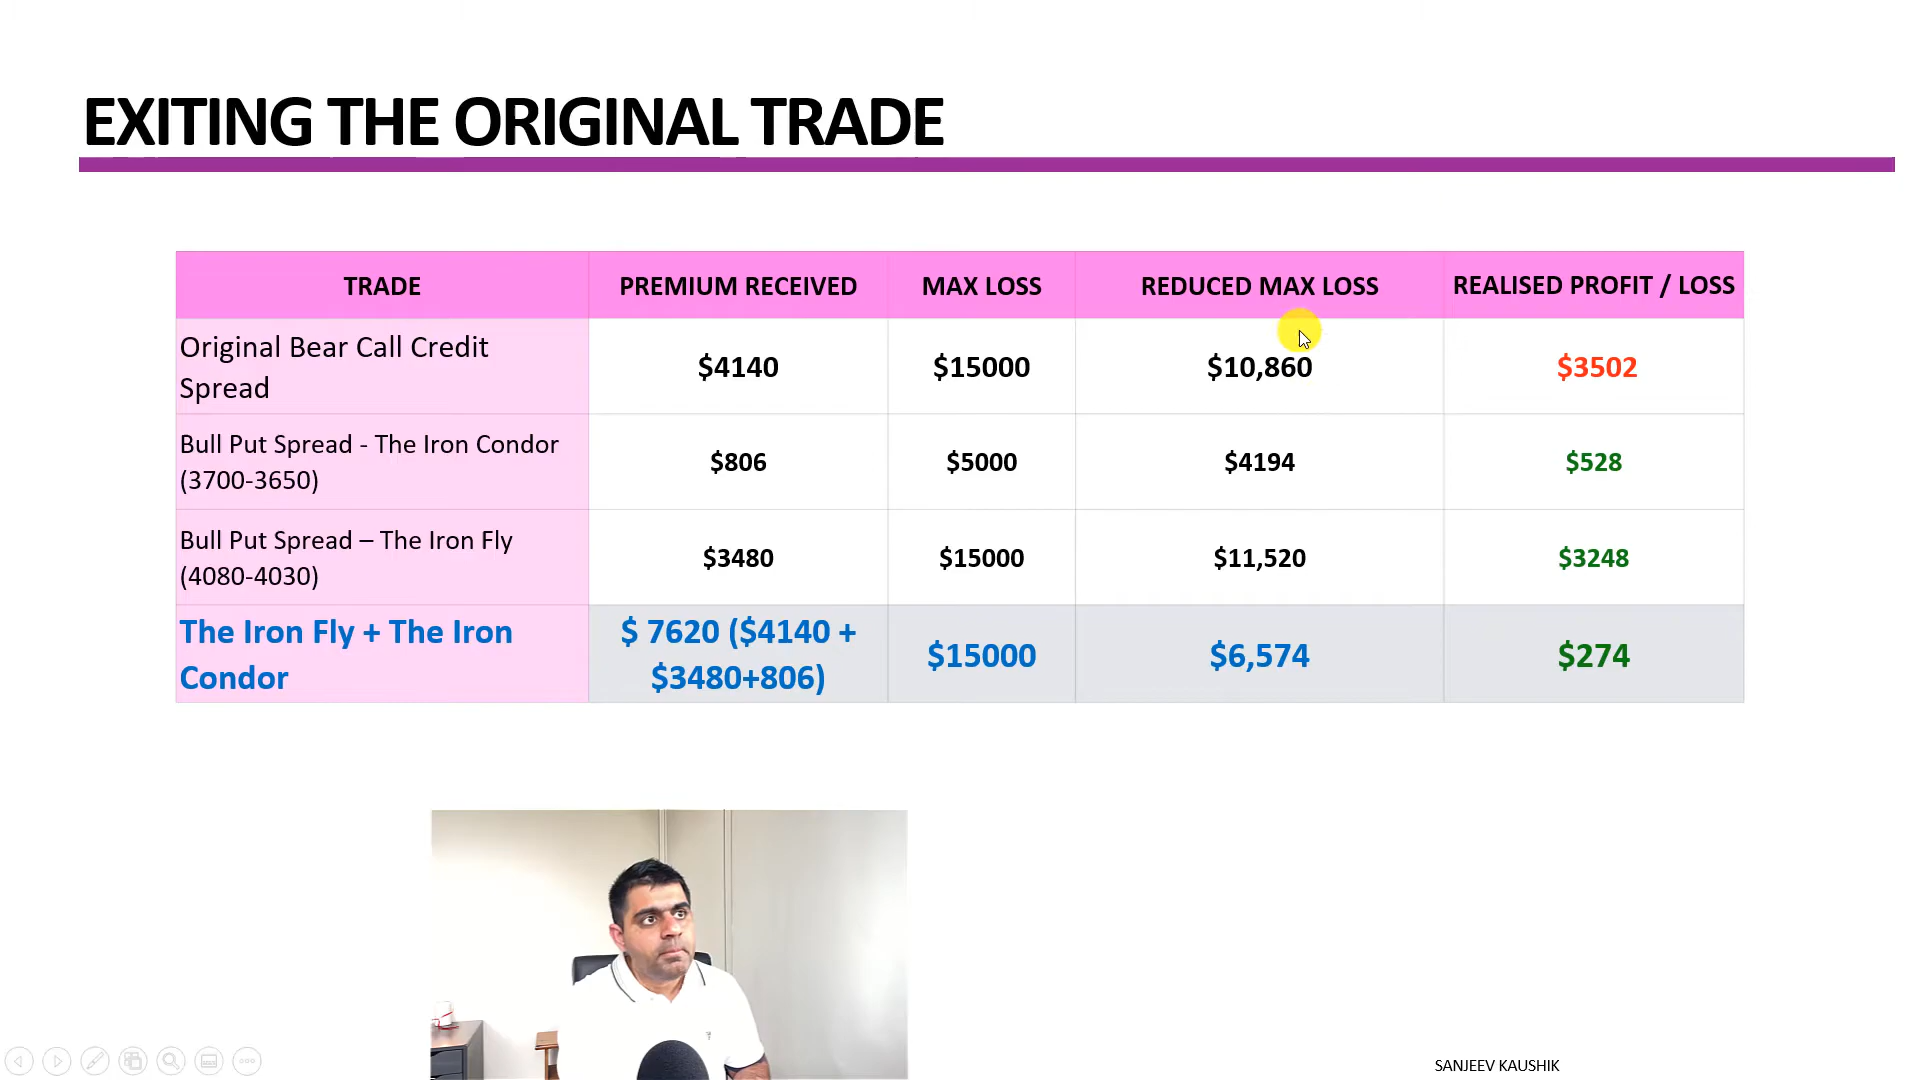 EXITING THE ORIGINAL TRADE
TRADE
PREMIUM RECEIVED
MAX LOSS
REDUCED MAX LOSS
REALISED PROFIT / LOSS
Original Bear Call Credit
Spread
$4140
$15000
$10,860
$3502
Bull Put Spread - The Iron Condor
(3700-3650)
$806
$5000
$4194
$528
Bull Put Spread – The Iron Fly
(4080-4030)
$3480
$15000
$11,520
$3248
The Iron Fly + The Iron
Condor
$ 7620 ($4140 +
$3480+806)
$15000
$6,574
$274
SANJEEV KAUSHIK